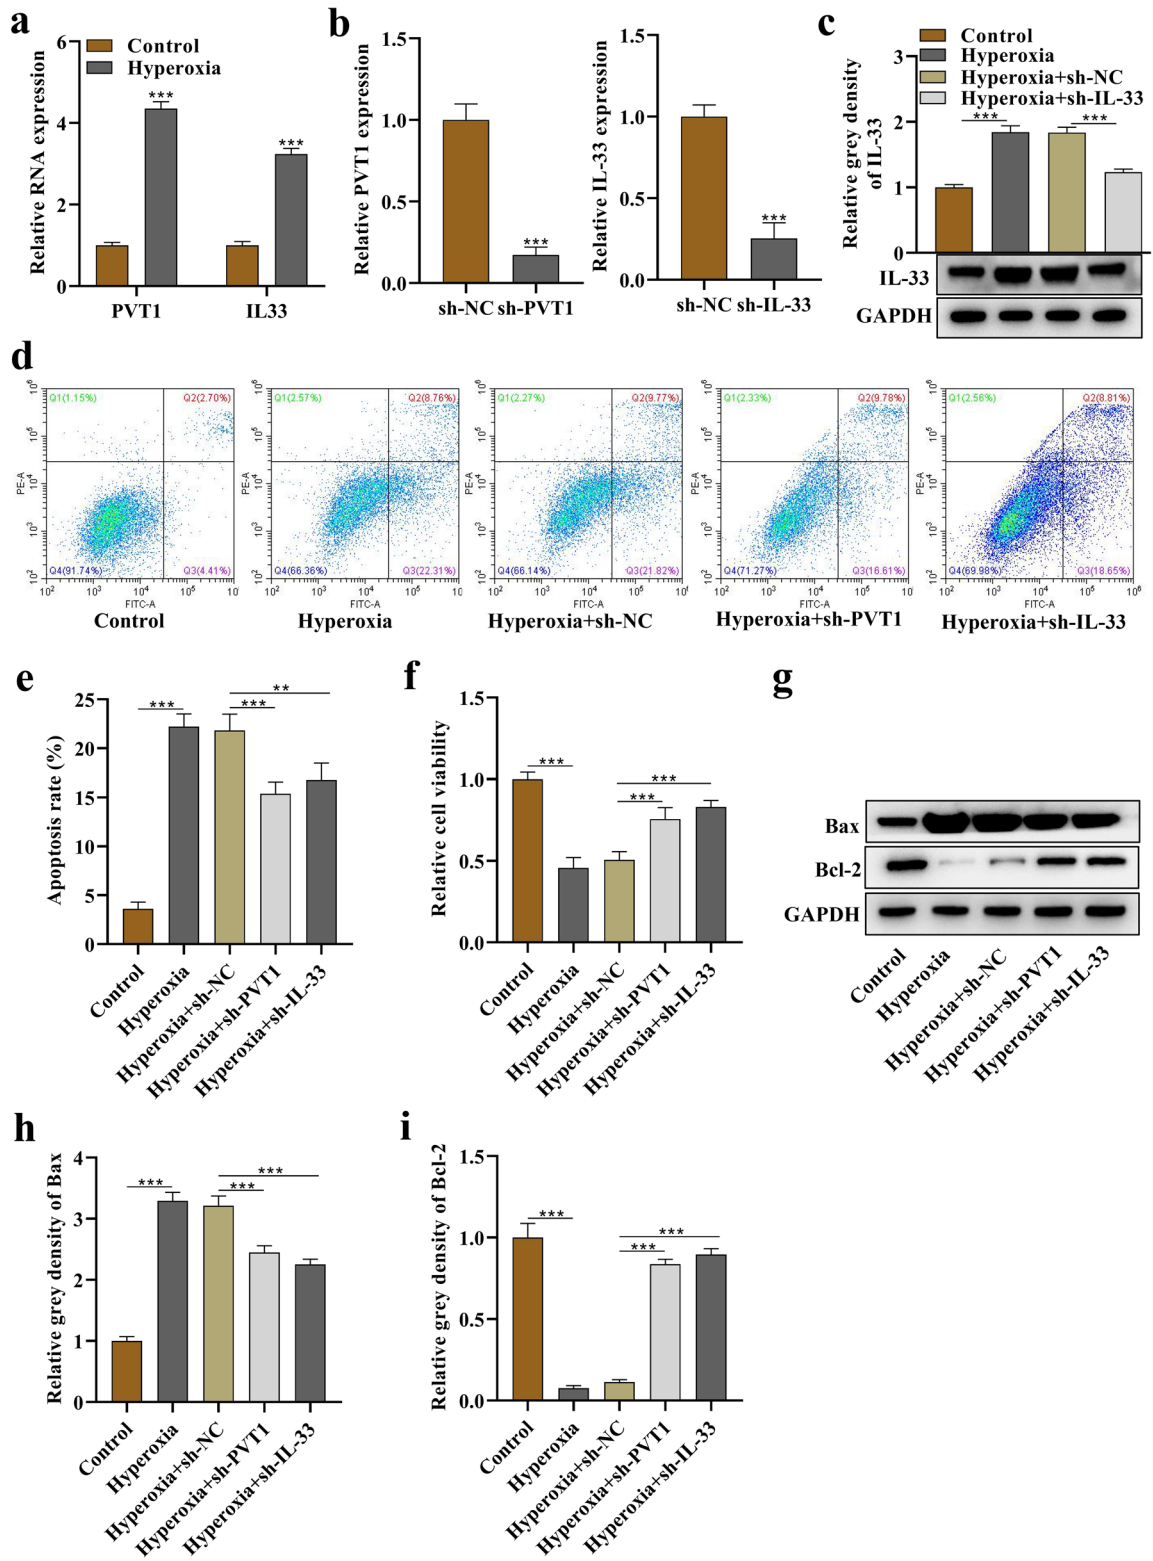 a
Relative RNA expression
6
4
2
0
Control
Hyperoxia
***
***
PVT1
IL33
b
Relative PVT1 expression
1.5
1.0
0.5
0.0
***
sh-NC sh-PVT1
Relative IL-33 expression
1.5
1.0
0.5
0.0
***
sh-NC sh-IL-33
c
Control
Hyperoxia
Hyperoxia+sh-NC
Hyperoxia+sh-IL-33
Relative grey density
of IL-33
3
2
1
0
***
***
IL-33
GAPDH
d
Q1(1.15%)
Q2(2.70%)
Q4(91.74%)
Q3(4.41%)
PE-A
FITC-A
Control
Q1(2.57%)
Q2(8.76%)
Q4(66.36%)
Q3(22.31%)
PE-A
FITC-A
Hyperoxia
Q1(2.27%)
Q2(9.77%)
Q4(66.14%)
Q3(21.82%)
PE-A
FITC-A
Hyperoxia+sh-NC
Q1(2.33%)
Q2(9.78%)
Q4(71.27%)
Q3(16.61%)
PE-A
FITC-A
Hyperoxia+sh-PVT1
Q1(2.56%)
Q2(8.81%)
Q4(69.98%)
Q3(18.65%)
PE-A
FITC-A
Hyperoxia+sh-IL-33
e
Apoptosis rate (%)
25
20
15
10
5
0
***
***
**
Control
Hyperoxia
Hyperoxia+sh-NC
Hyperoxia+sh-PVT1
Hyperoxia+sh-IL-33
f
Relative cell viability
1.5
1.0
0.5
0.0
***
***
***
Control
Hyperoxia
Hyperoxia+sh-NC
Hyperoxia+sh-PVT1
Hyperoxia+sh-IL-33
g
Bax
Bcl-2
GAPDH
Control
Hyperoxia
Hyperoxia+sh-NC
Hyperoxia+sh-PVT1
Hyperoxia+sh-IL-33
h
Relative grey density of Bax
4
3
2
1
0
***
***
***
Control
Hyperoxia
Hyperoxia+sh-NC
Hyperoxia+sh-PVT1
Hyperoxia+sh-IL-33
i
Relative grey density of Bcl-2
1.5
1.0
0.5
0.0
***
***
***
Control
Hyperoxia
Hyperoxia+sh-NC
Hyperoxia+sh-PVT1
Hyperoxia+sh-IL-33